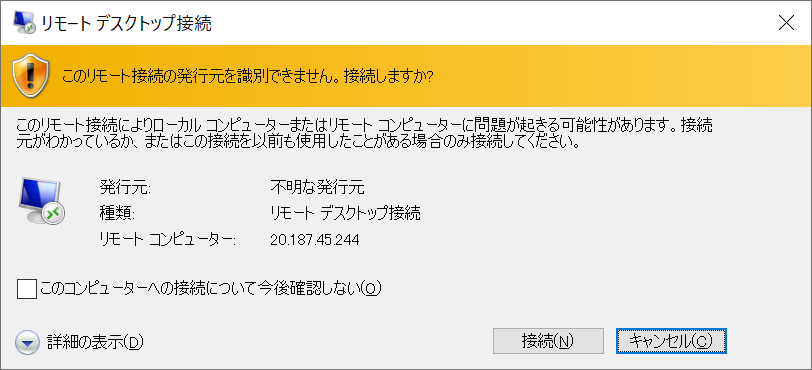 リモート デスクトップ接続
このリモート接続の発行元を識別できません。接続しますか?
このリモート接続によりローカル コンピューターまたはリモート コンピューターに問題が起きる可能性があります。接続
元がわかっているか、またはこの接続を以前も使用したことがある場合のみ接続してください。
発行元: 不明な発行元
種類: リモート デスクトップ接続
リモート コンピューター: 20.187.45.244
このコンピューターへの接続について今後確認しない(O)
詳細の表示(D) 接続(N) キャンセル(C)